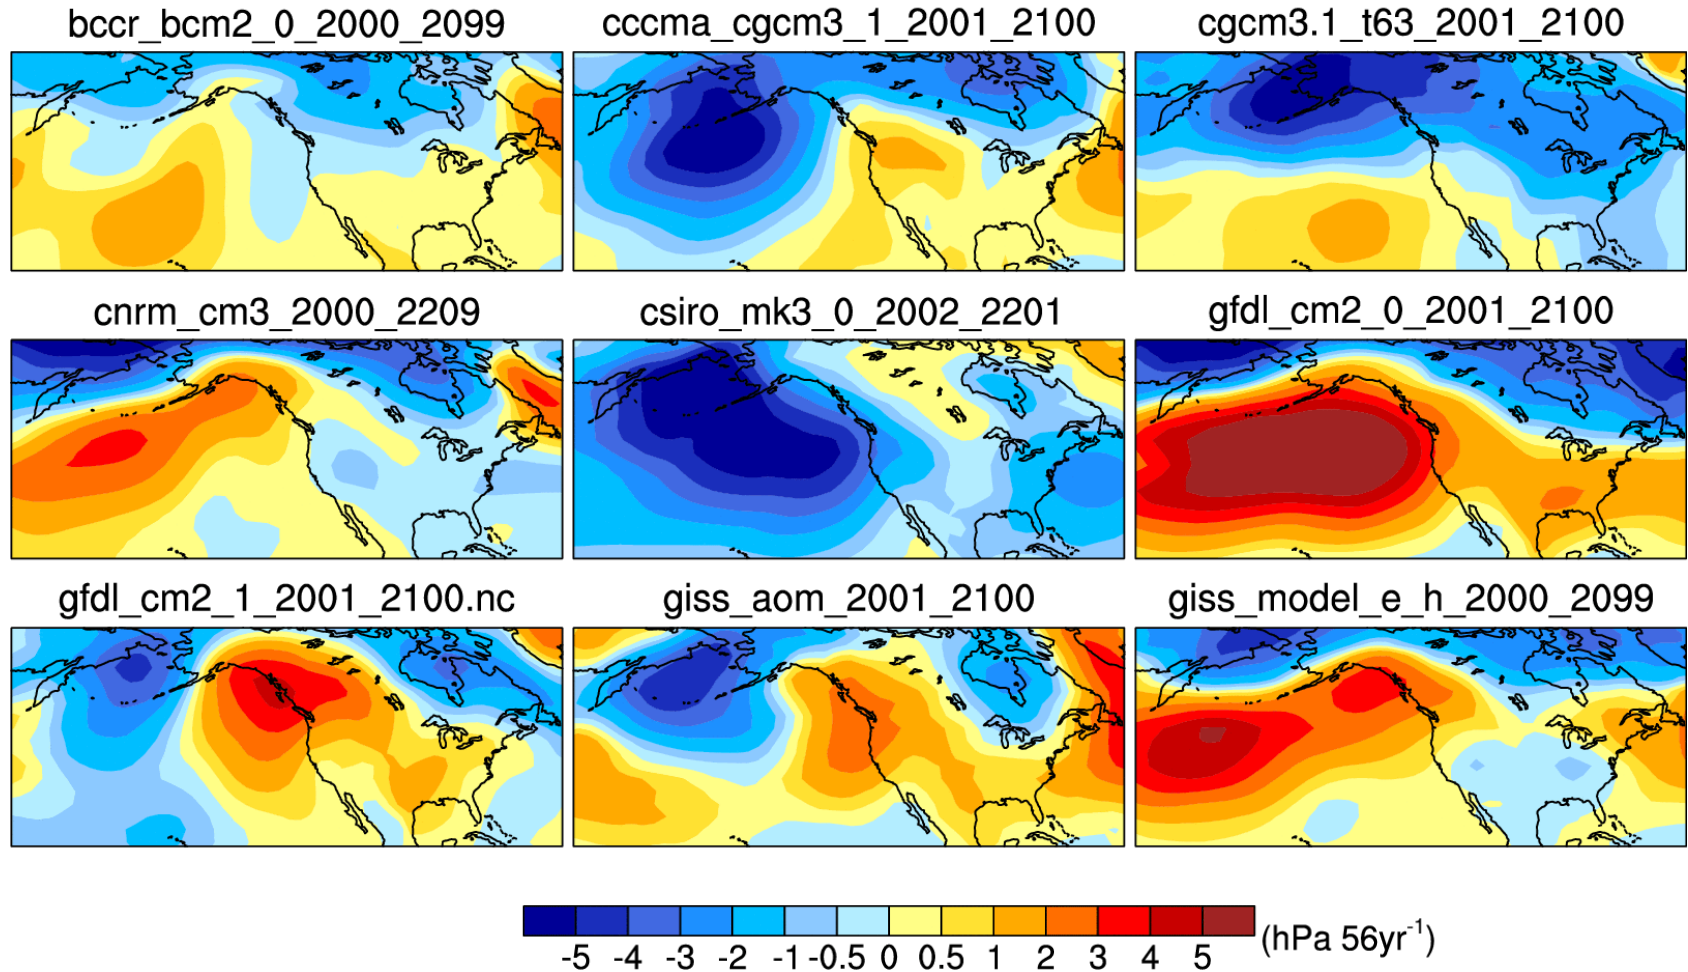 bccr_bcm2_0_2000_2099 cccma_cgcm3_1_2001_2100 cgcm3.1_t63_2001_2100
cnrm_cm3_2000_2209 csiro_mk3_0_2002_2201 gfdl_cm2_0_2001_2100
gfdl_cm2_1_2001_2100.nc giss_aom_2001_2100 giss_model_e_h_2000_2099
-5 -4 -3 -2 -1 -0.5 0 0.5 1 2 3 4 5 (hPa 56yr⁻¹)